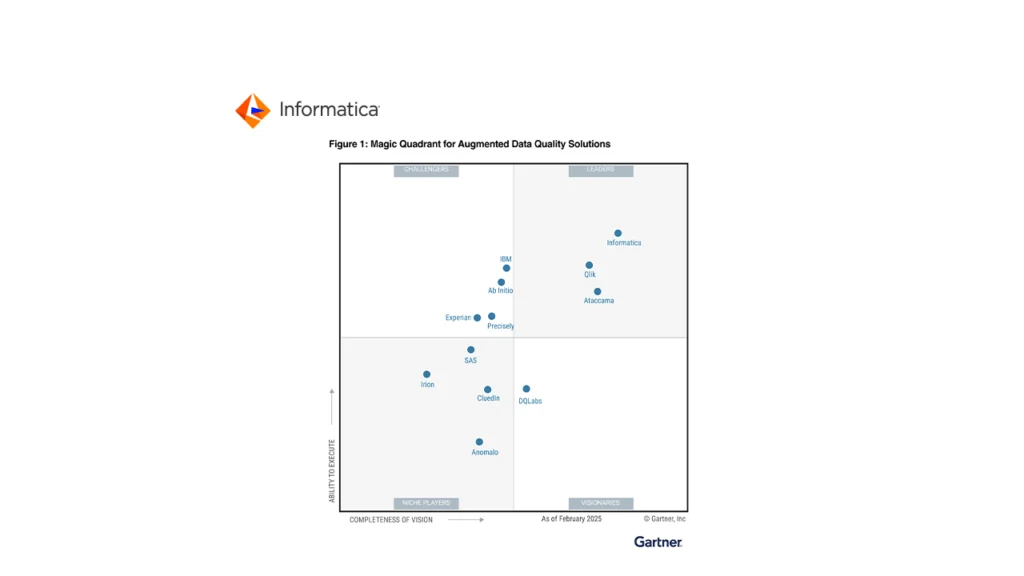 Informatica
Figure 1: Magic Quadrant for Augmented Data Quality Solutions
CHALLENGERS
LEADERS
Informatica
IBM
Qlik
Ab Initio
Ataccama
Experian
Precisely
SAS
Irion
CluedIn
DQLabs
Anomalo
ABILITY TO EXECUTE
NICHE PLAYERS
VISIONARIES
COMPLETENESS OF VISION
As of February 2025
© Gartner, Inc
Gartner